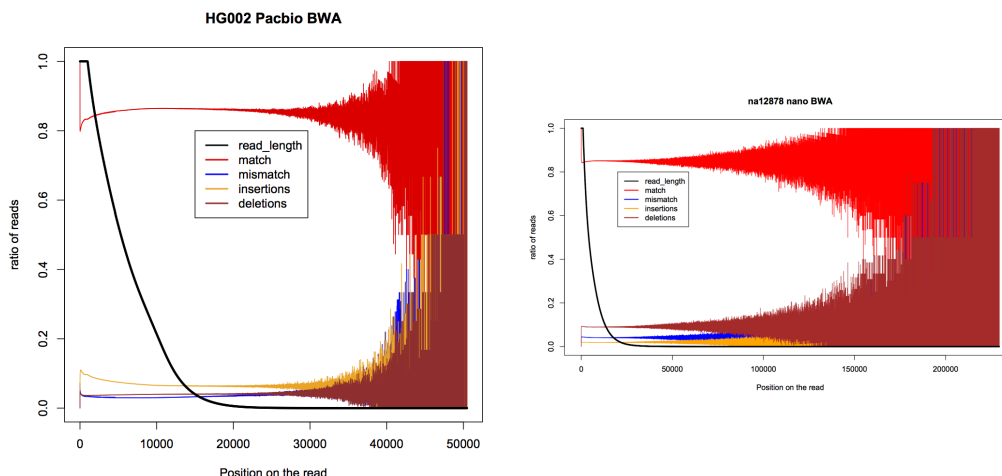 HG002 Pacbio BWA
ratio of reads
1.0
0.8
0.6
0.4
0.2
0.0
read_length
match
mismatch
insertions
deletions
0 10000 20000 30000 40000 50000
Position on the read
na12878 nano BWA
ratio of reads
1.0
0.8
0.6
0.4
0.2
0.0
read_length
match
mismatch
insertions
deletions
0 50000 100000 150000 200000
Position on the read